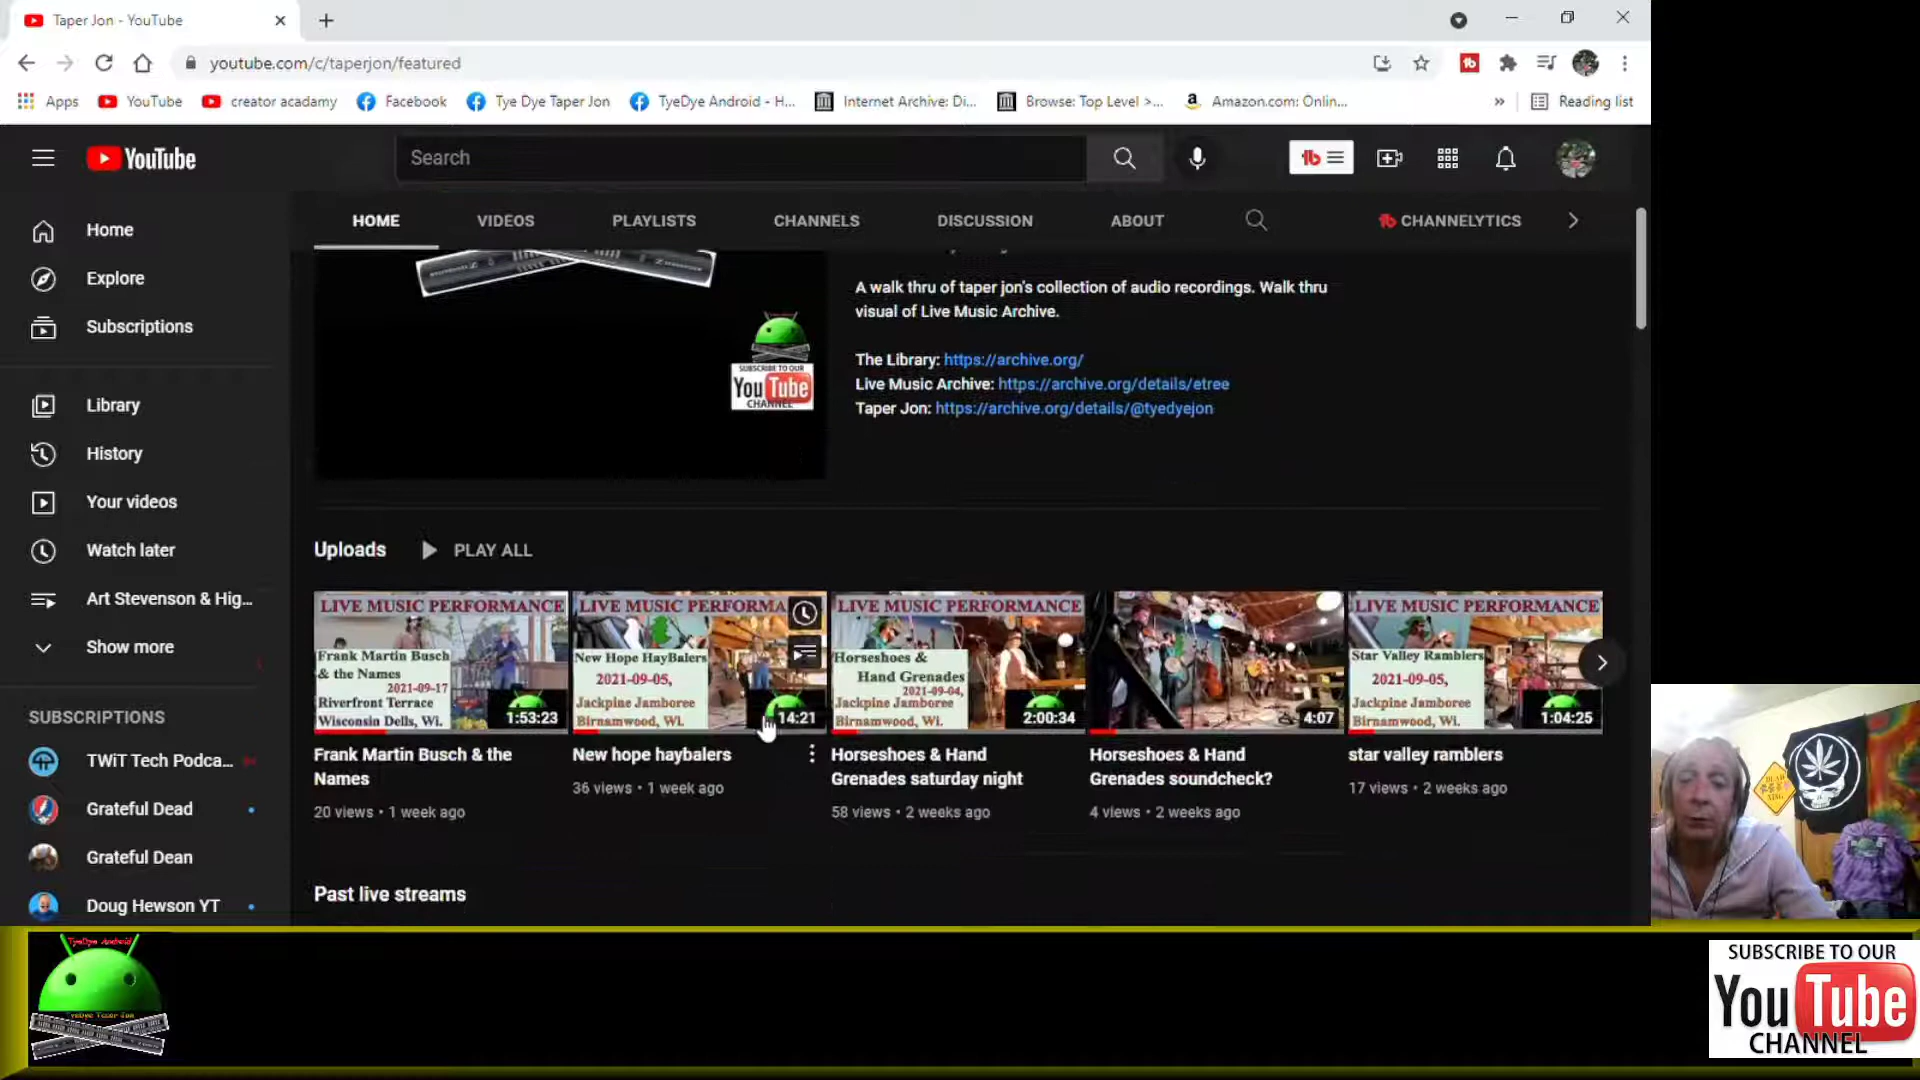 Taper Jon - YouTube
youtube.com/c/taperjon/featured
Apps YouTube creator acadamy Facebook Tye Dye Taper Jon TyeDye Android - H... Internet Archive: Di... Browse: Top Level >... Amazon.com: Onlin... » Reading list
YouTube
Search
HOME VIDEOS PLAYLISTS CHANNELS DISCUSSION ABOUT CHANNELYTICS
Home
Explore
Subscriptions
Library
History
Your videos
Watch later
Art Stevenson & Hig...
Show more
SUBSCRIPTIONS
TWiT Tech Podca...
Grateful Dead
Grateful Dean
Doug Hewson YT
SUBSCRIBE TO OUR
You Tube
CHANNEL
A walk thru of taper jon's collection of audio recordings. Walk thru
visual of Live Music Archive.
The Library: https://archive.org/
Live Music Archive: https://archive.org/details/etree
Taper Jon: https://archive.org/details/@tyedyejon
Uploads PLAY ALL
LIVE MUSIC PERFORMANCE
Frank Martin Busch
& the Names
2021-09-17
Riverfront Terrace
Wisconsin Dells, Wi.
1:53:23
Frank Martin Busch & the
Names
20 views • 1 week ago
LIVE MUSIC PERFORMA
New Hope HayBalers
2021-09-05,
Jackpine Jamboree
Birnamwood, Wi.
14:21
New hope haybalers
36 views • 1 week ago
LIVE MUSIC PERFORMANCE
Horseshoes &
Hand Grenades
2021-09-04,
Jackpine Jamboree
Birnamwood, Wi.
2:00:34
Horseshoes & Hand
Grenades saturday night
58 views • 2 weeks ago
4:07
Horseshoes & Hand
Grenades soundcheck?
4 views • 2 weeks ago
LIVE MUSIC PERFORMANCE
Star Valley Ramblers
2021-09-05,
Jackpine Jamboree
Birnamwood, Wi.
1:04:25
star valley ramblers
17 views • 2 weeks ago
Past live streams
TyeDye Android
TyeDye Taper Jon
SUBSCRIBE TO OUR
You Tube
CHANNEL